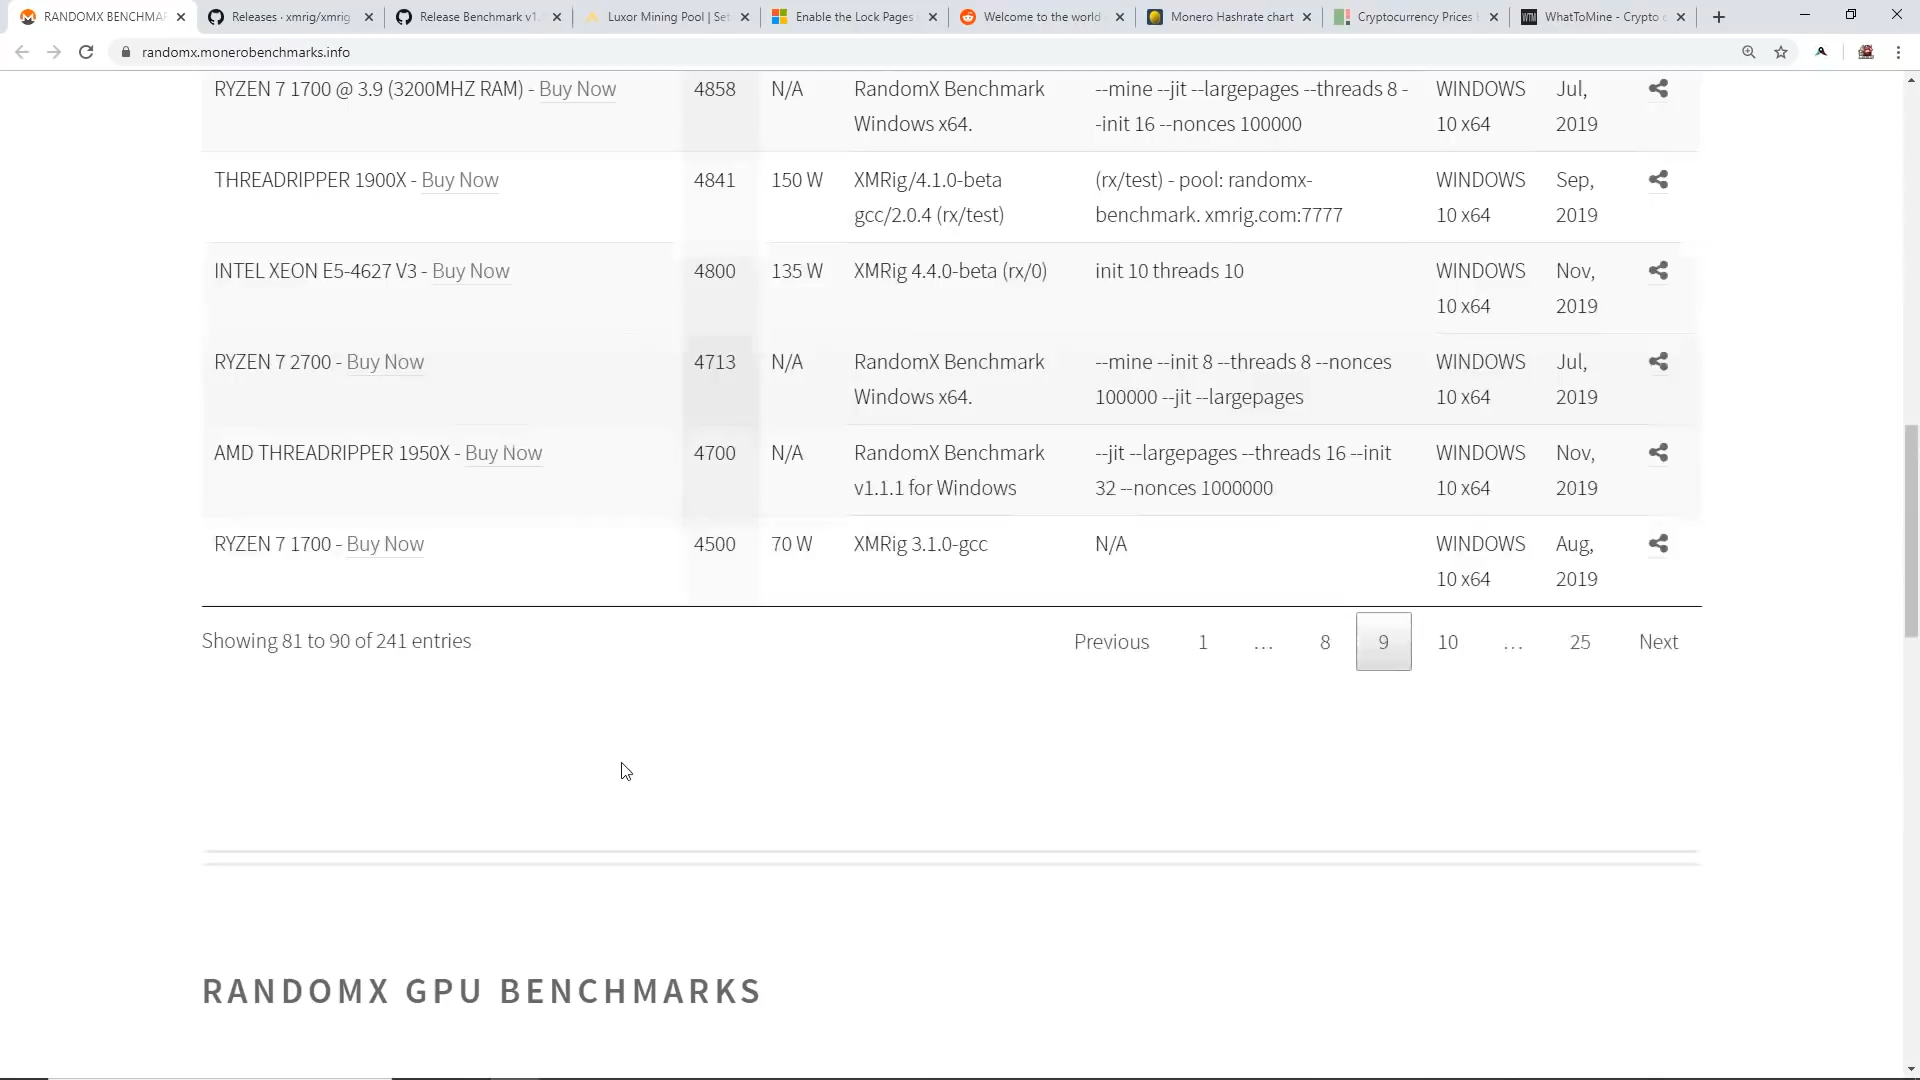 RANDOMX BENCHMAR
Releases · xmrig/xmrig
Release Benchmark v1.
Luxor Mining Pool | Set
Enable the Lock Pages
Welcome to the world
Monero Hashrate chart
Cryptocurrency Prices
WhatToMine - Crypto
randomx.monerobenchmarks.info
RYZEN 7 1700 @ 3.9 (3200MHZ RAM) - Buy Now 4858 N/A RandomX Benchmark --mine --jit --largepages --threads 8 - WINDOWS Jul,
Windows x64. -init 16 --nonces 100000 10 x64 2019
THREADRIPPER 1900X - Buy Now 4841 150 W XMRig/4.1.0-beta (rx/test) - pool: randomx- WINDOWS Sep,
gcc/2.0.4 (rx/test) benchmark. xmrig.com:7777 10 x64 2019
INTEL XEON E5-4627 V3 - Buy Now 4800 135 W XMRig 4.4.0-beta (rx/0) init 10 threads 10 WINDOWS Nov,
10 x64 2019
RYZEN 7 2700 - Buy Now 4713 N/A RandomX Benchmark --mine --init 8 --threads 8 --nonces WINDOWS Jul,
Windows x64. 100000 --jit --largepages 10 x64 2019
AMD THREADRIPPER 1950X - Buy Now 4700 N/A RandomX Benchmark --jit --largepages --threads 16 --init WINDOWS Nov,
v1.1.1 for Windows 32 --nonces 1000000 10 x64 2019
RYZEN 7 1700 - Buy Now 4500 70 W XMRig 3.1.0-gcc N/A WINDOWS Aug,
10 x64 2019
Showing 81 to 90 of 241 entries Previous 1 … 8 9 10 … 25 Next
RANDOMX GPU BENCHMARKS